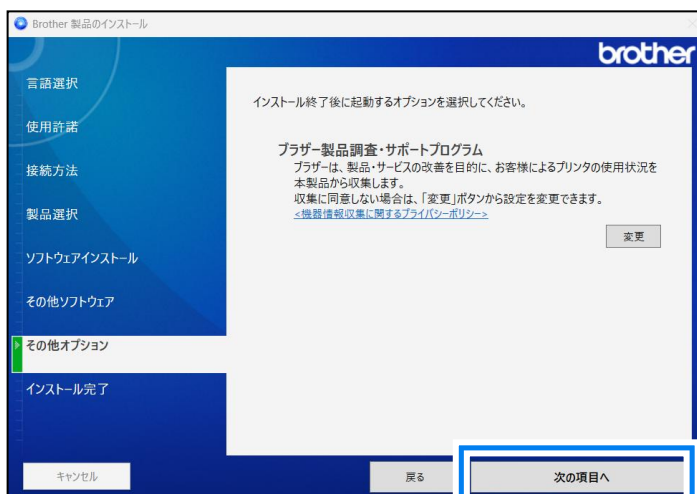 Brother 製品のインストール
brother
言語選択
使用許諾
接続方法
製品選択
ソフトウェアインストール
その他ソフトウェア
その他オプション
インストール完了
インストール終了後に起動するオプションを選択してください。
ブラザー製品調査・サポートプログラム
ブラザーは、製品・サービスの改善を目的に、お客様によるプリンタの使用状況を
本製品から収集します。
収集に同意しない場合は、「変更」ボタンから設定を変更できます。
<機器情報収集に関するプライバシーポリシー>
変更
キャンセル
戻る
次の項目へ